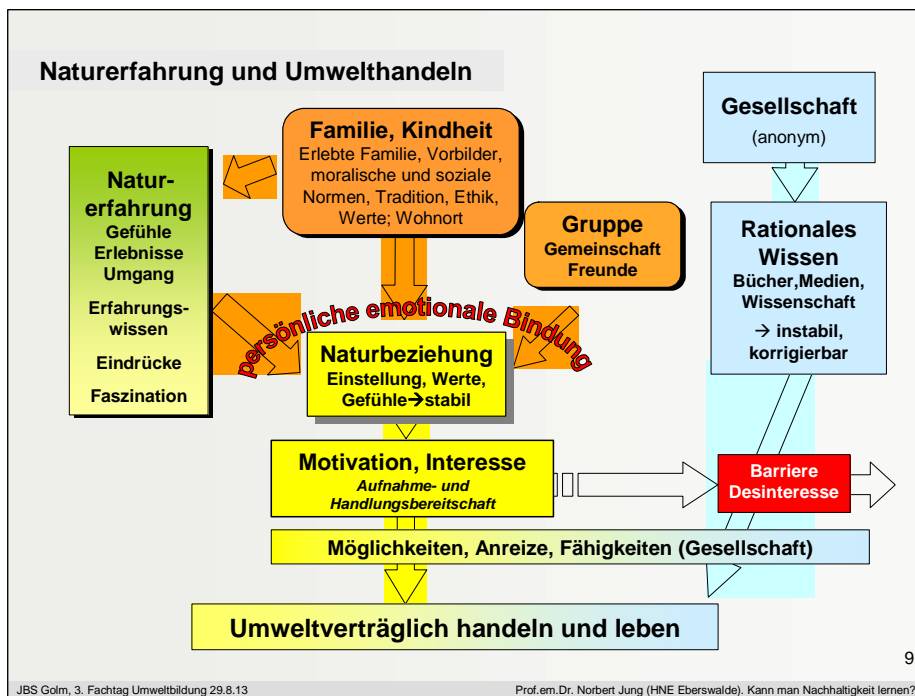 Naturerfahrung und Umwelthandeln
Familie, Kindheit
Erlebte Familie, Vorbilder,
moralische und soziale
Normen, Tradition, Ethik,
Werte; Wohnort
Gesellschaft
(anonym)
Natur-
erfahrung
Gefühle
Erlebnisse
Umgang
Erfahrungs-
wissen
Eindrücke
Faszination
Gruppe
Gemeinschaft
Freunde
Rationales
Wissen
Bücher,Medien,
Wissenschaft
→ instabil,
korrigierbar
persönliche emotionale Bindung
Naturbeziehung
Einstellung, Werte,
Gefühle→stabil
Motivation, Interesse
Aufnahme- und
Handlungsbereitschaft
Barriere
Desinteresse
Möglichkeiten, Anreize, Fähigkeiten (Gesellschaft)
Umweltverträglich handeln und leben
9
JBS Golm, 3. Fachtag Umweltbildung 29.8.13
Prof.em.Dr. Norbert Jung (HNE Eberswalde). Kann man Nachhaltigkeit lernen?